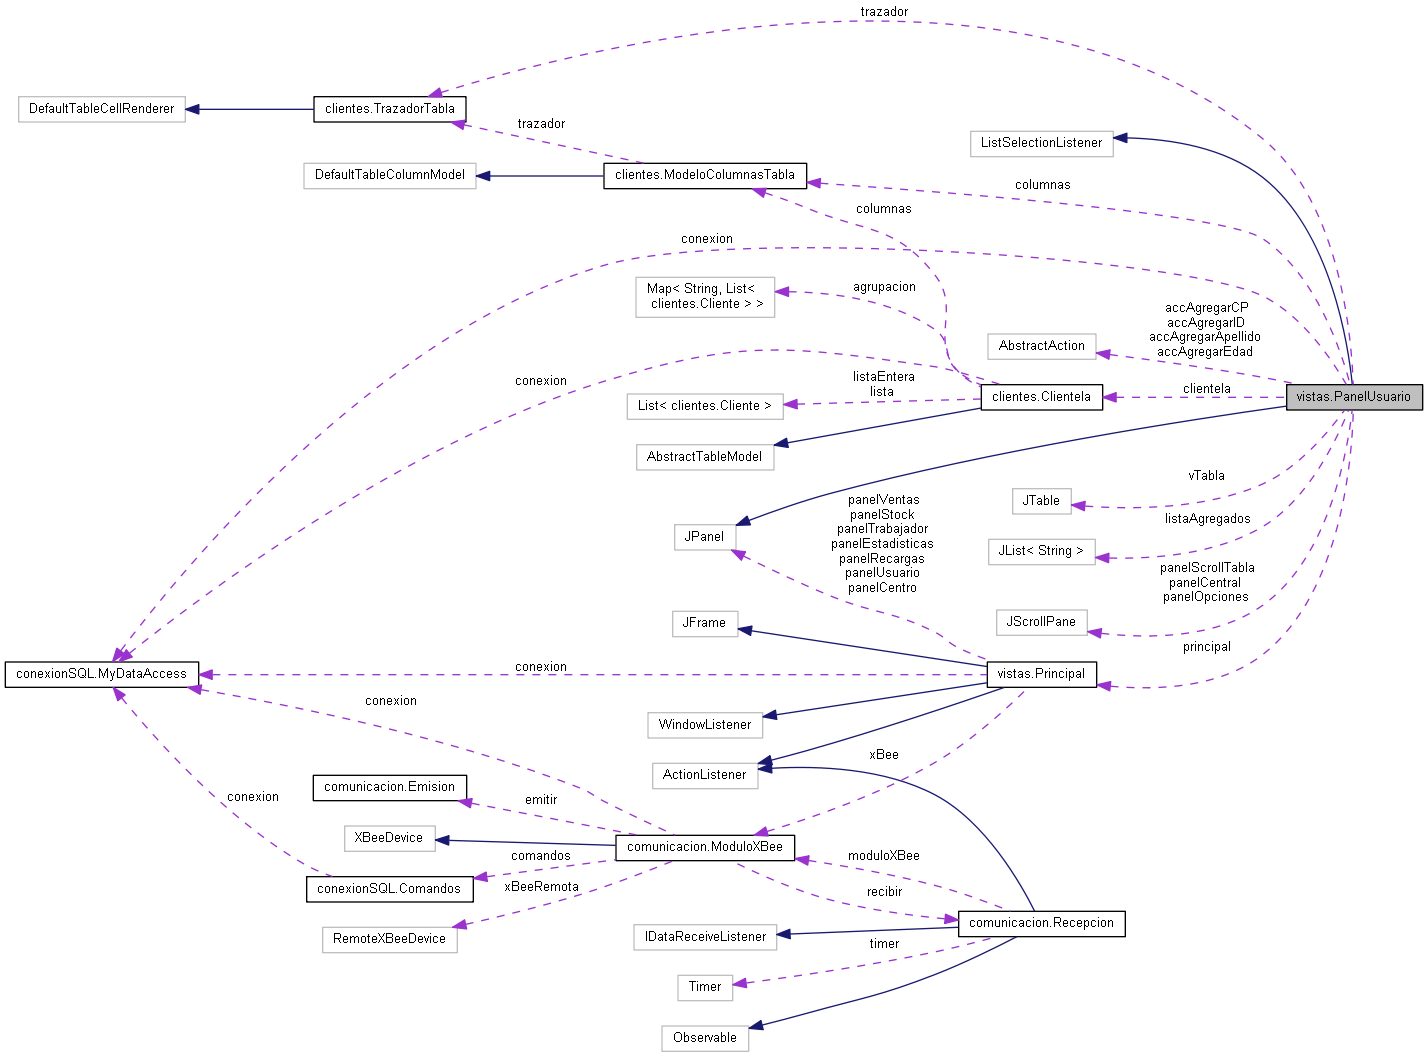 trazador
DefaultTableCellRenderer
clientes.TrazadorTabla
trazador
ListSelectionListener
DefaultTableColumnModel
clientes.ModeloColumnasTabla
columnas
columnas
conexion
Map< String, List<
clientes.Cliente > >
agrupacion
accAgregarCP
accAgregarID
accAgregarApellido
accAgregarEdad
AbstractAction
conexion
listaEntera
lista
clientela
List< clientes.Cliente >
clientes.Clientela
vistas.PanelUsuario
AbstractTableModel
vTabla
JTable
panelVentas
panelStock
panelTrabajador
panelEstadisticas
panelRecargas
panelUsuario
panelCentro
listaAgregados
JPanel
JList< String >
panelScrollTabla
panelCentral
panelOpciones
JFrame
JScrollPane
principal
conexionSQL.MyDataAccess
conexion
vistas.Principal
conexion
WindowListener
xBee
ActionListener
comunicacion.Emision
emitir
conexion
XBeeDevice
comunicacion.ModuloXBee
comandos
moduloXBee
conexionSQL.Comandos
xBeeRemota
recibir
RemoteXBeeDevice
IDataReceiveListener
comunicacion.Recepcion
timer
Timer
Observable